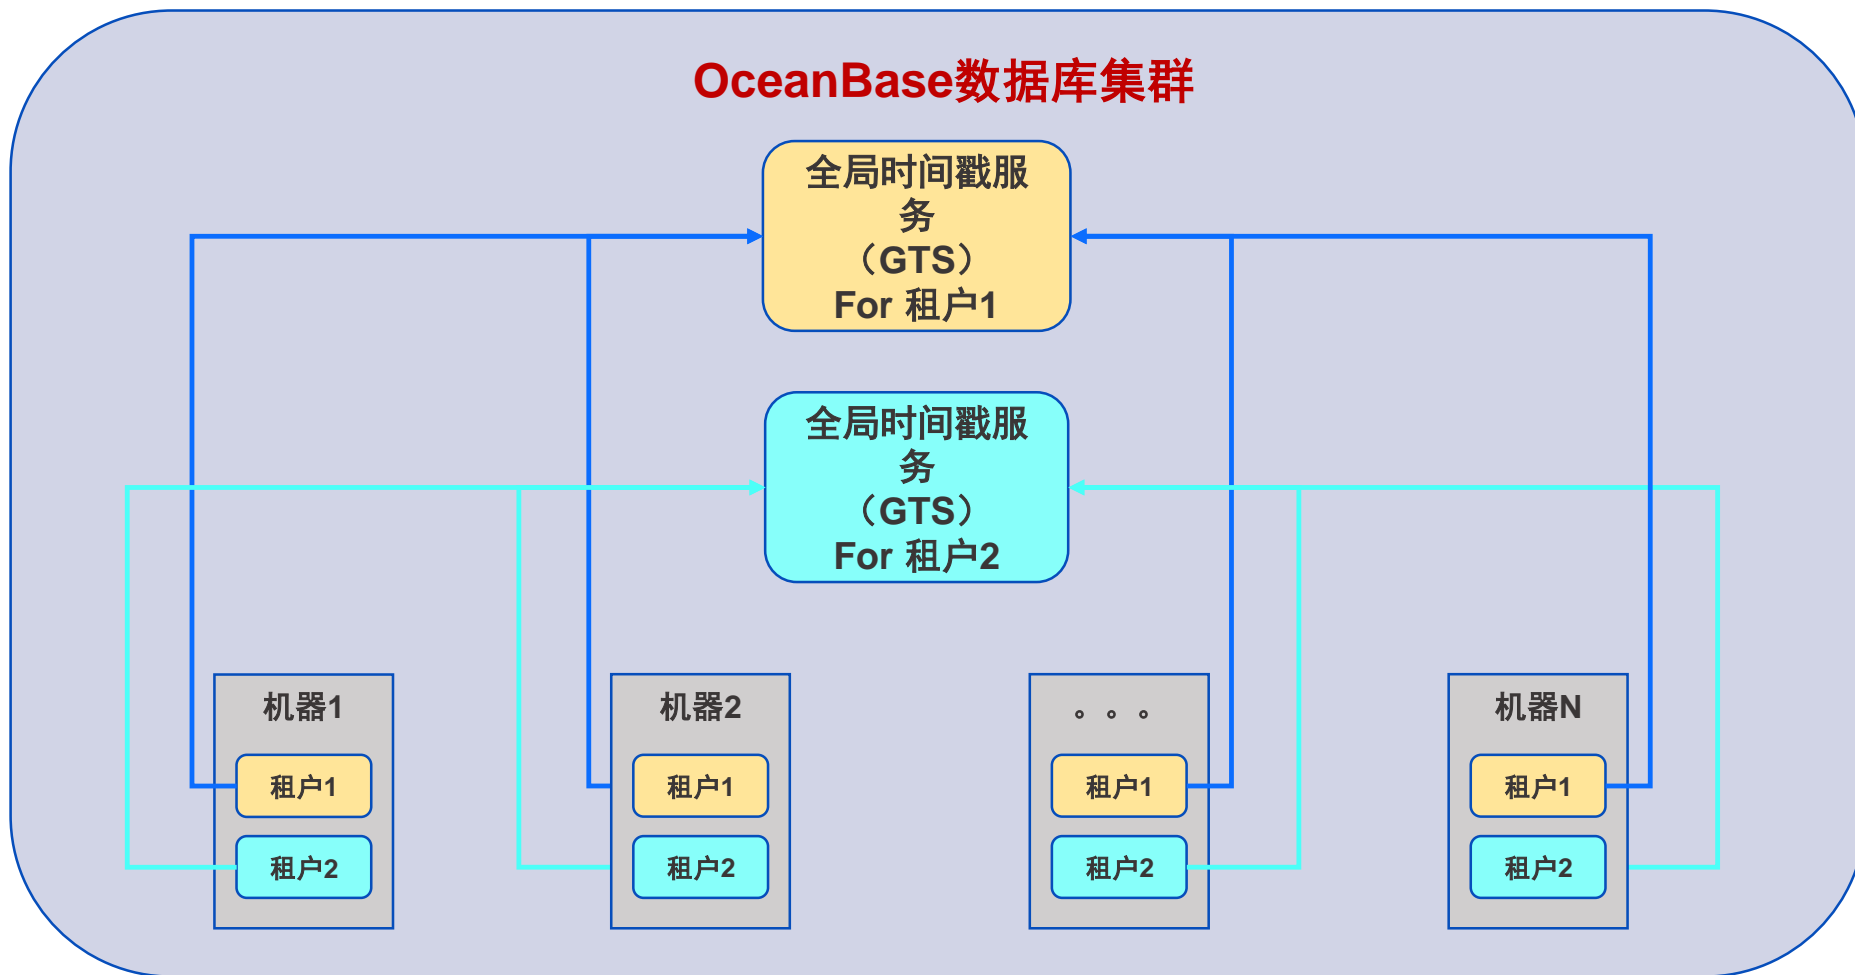 OceanBase数据库集群
全局时间戳服
务
（GTS）
For 租户1
全局时间戳服
务
（GTS）
For 租户2
机器1
租户1
租户2
机器2
租户1
租户2
。。。
租户1
租户2
机器N
租户1
租户2